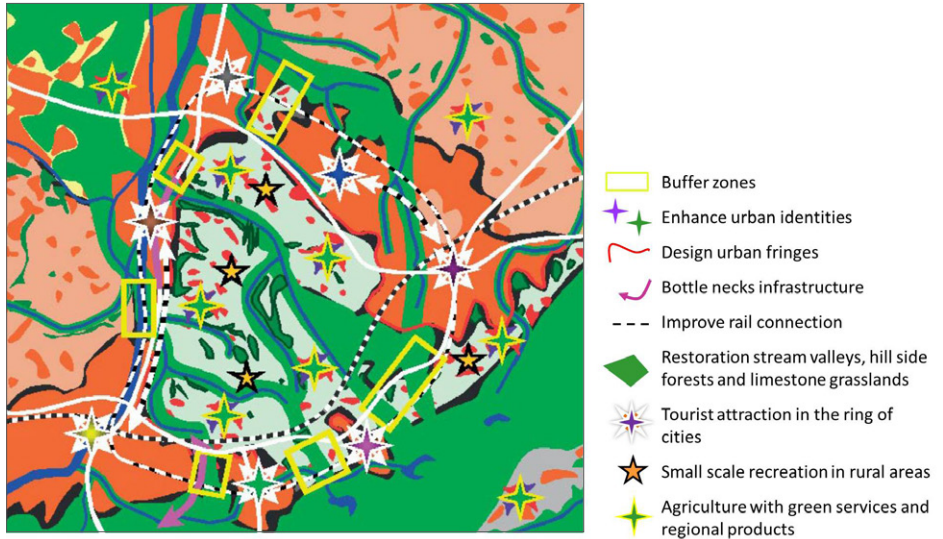 Buffer zones
Enhance urban identities
Design urban fringes
Bottle necks infrastructure
Improve rail connection
Restoration stream valleys, hill side
forests and limestone grasslands
Tourist attraction in the ring of
cities
Small scale recreation in rural areas
Agriculture with green services and
regional products